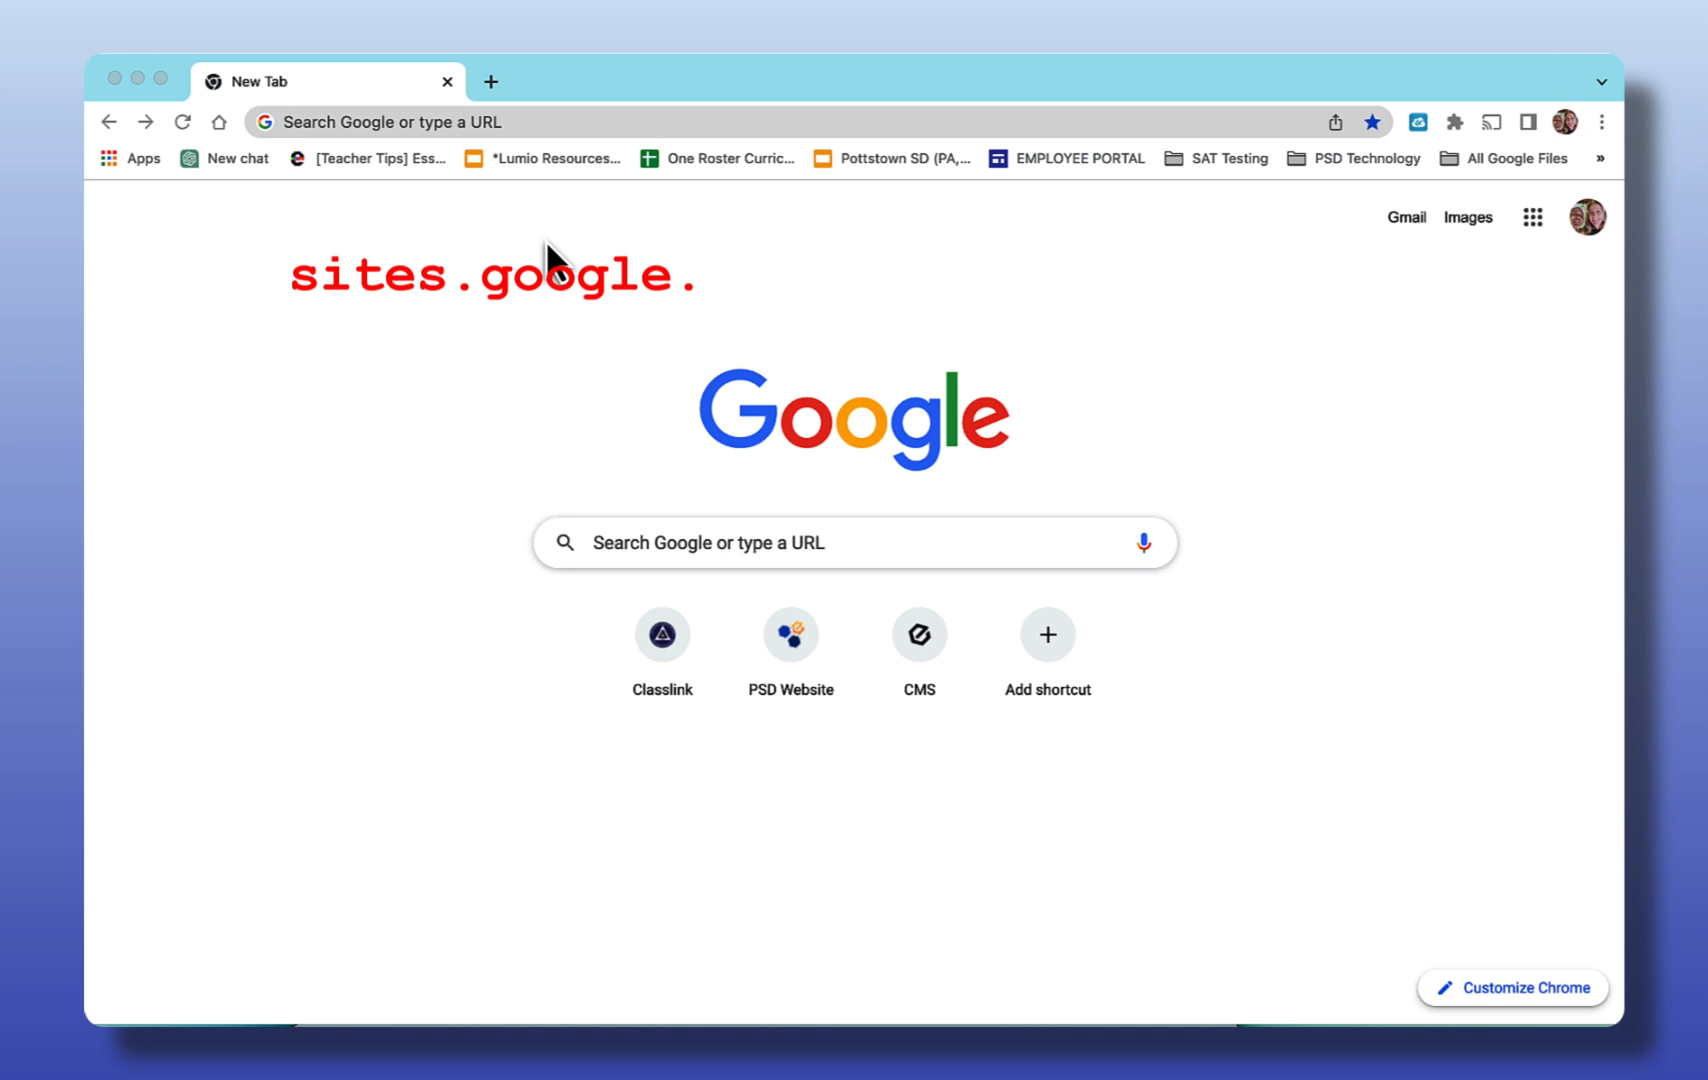 New Tab
Search Google or type a URL
Apps New chat [Teacher Tips] Ess... *Lumio Resources... One Roster Curric... Pottstown SD (PA,... EMPLOYEE PORTAL SAT Testing PSD Technology All Google Files »
Gmail Images
sites.google.
Google
Search Google or type a URL
Classlink PSD Website CMS Add shortcut
Customize Chrome